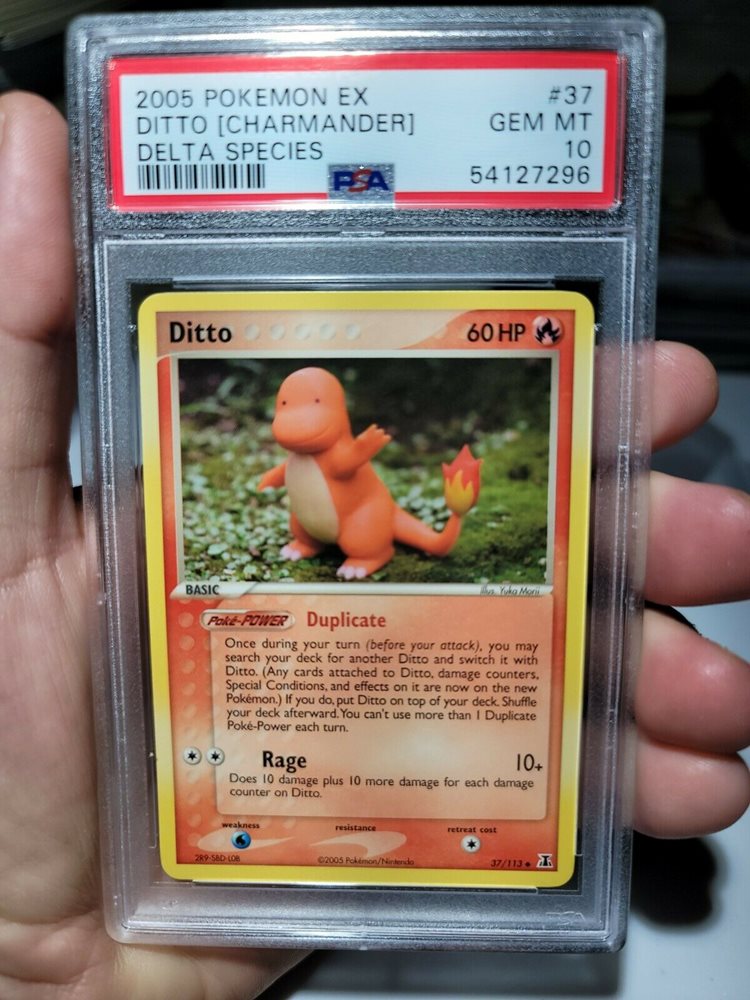 2005 POKEMON EX #37
DITTO [CHARMANDER] GEM MT
DELTA SPECIES 10
PSA 54127296
Ditto 60 HP
BASIC Illus. Yuka Morii
Poké-POWER Duplicate
Once during your turn (before your attack), you may
search your deck for another Ditto and switch it with
Ditto. (Any cards attached to Ditto, damage counters,
Special Conditions, and effects on it are now on the new
Pokémon.) If you do, put Ditto on top of your deck. Shuffle
your deck afterward. You can't use more than 1 Duplicate
Poké-Power each turn.
Rage 10+
Does 10 damage plus 10 more damage for each damage
counter on Ditto.
weakness resistance retreat cost
2R9-5BD-L0B ©2005 Pokémon/Nintendo 37/113